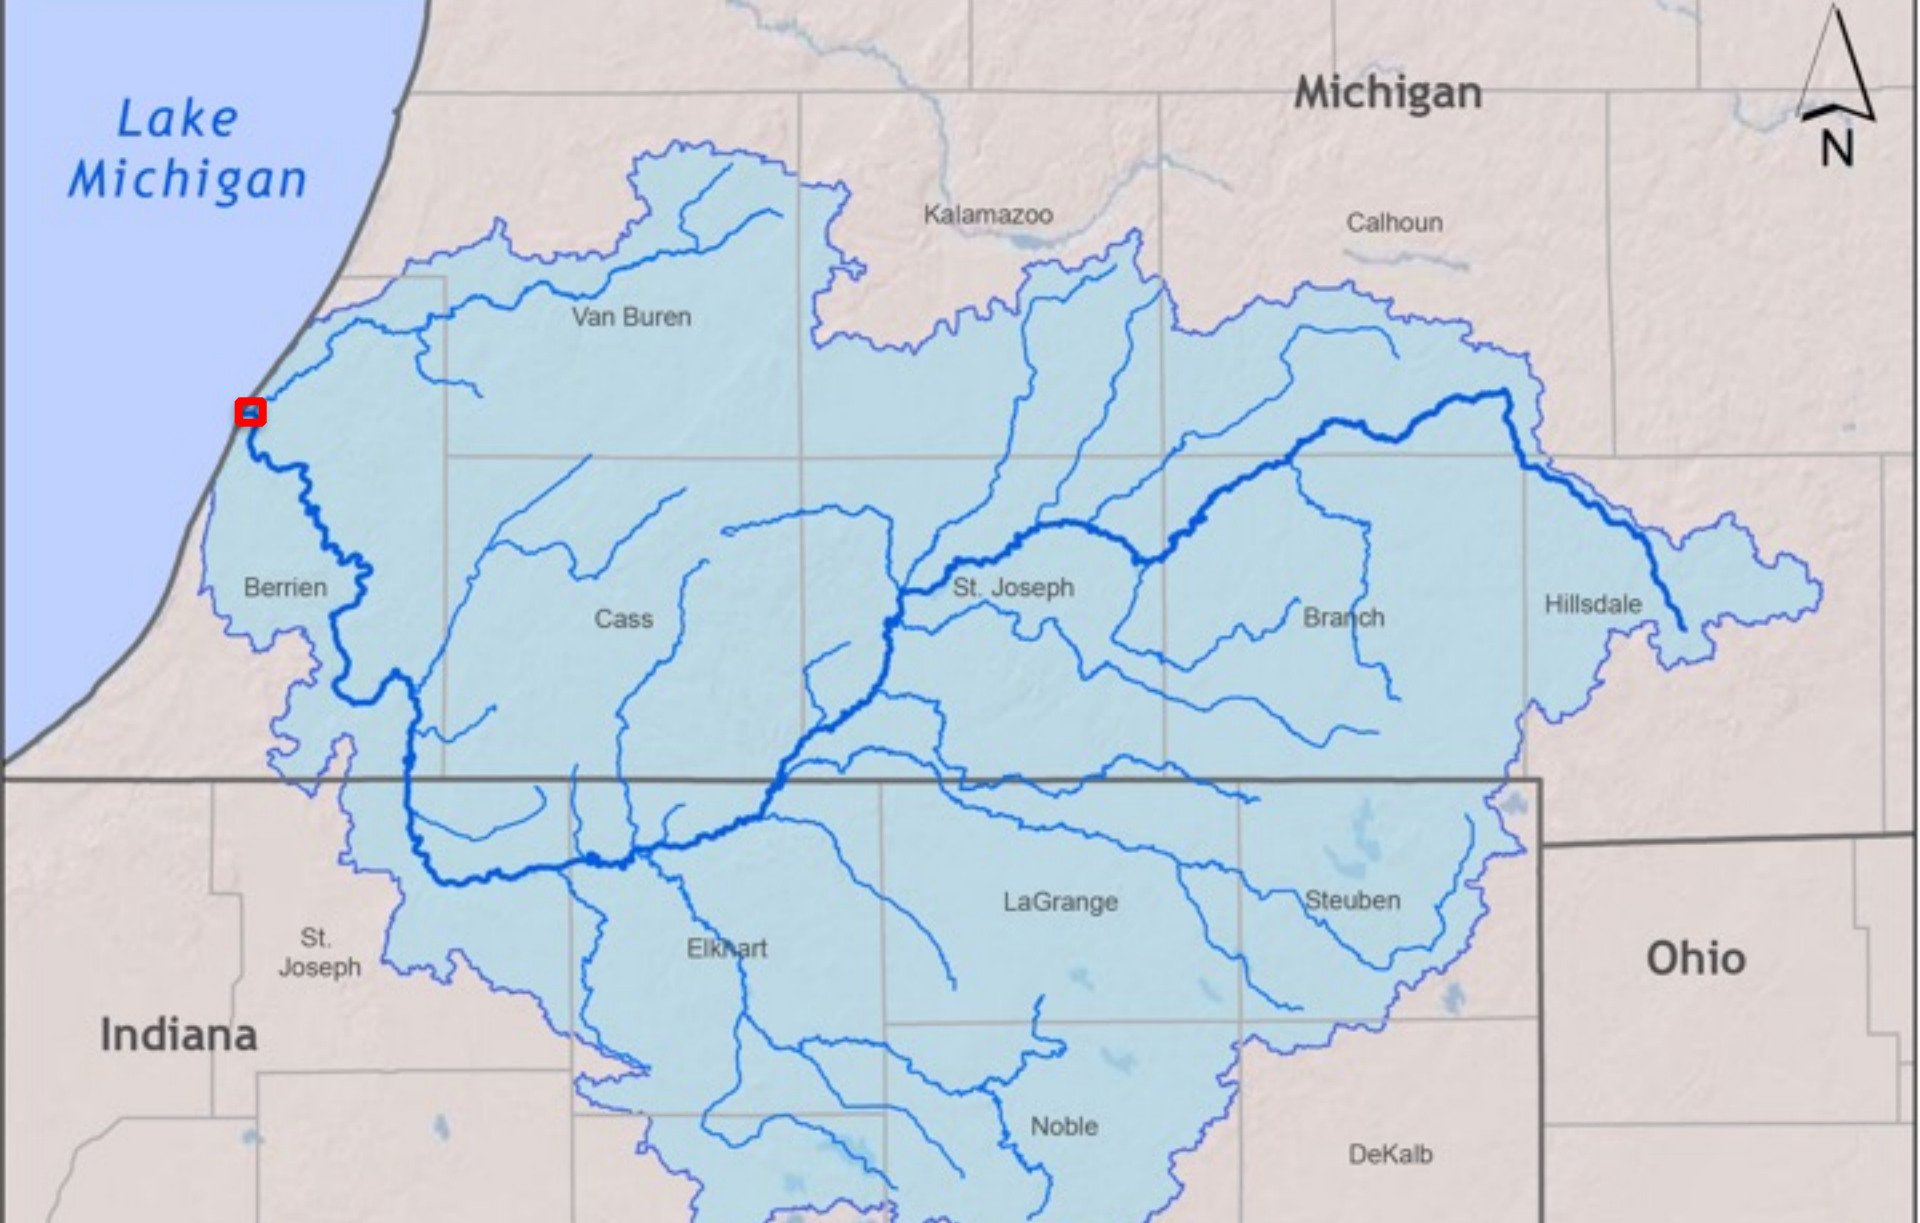 Lake
Michigan
Michigan
N
Kalamazoo
Calhoun
Van Buren
Berrien
Cass
St. Joseph
Branch
Hillsdale
LaGrange
Steuben
St.
Joseph
Elkhart
Ohio
Indiana
Noble
DeKalb